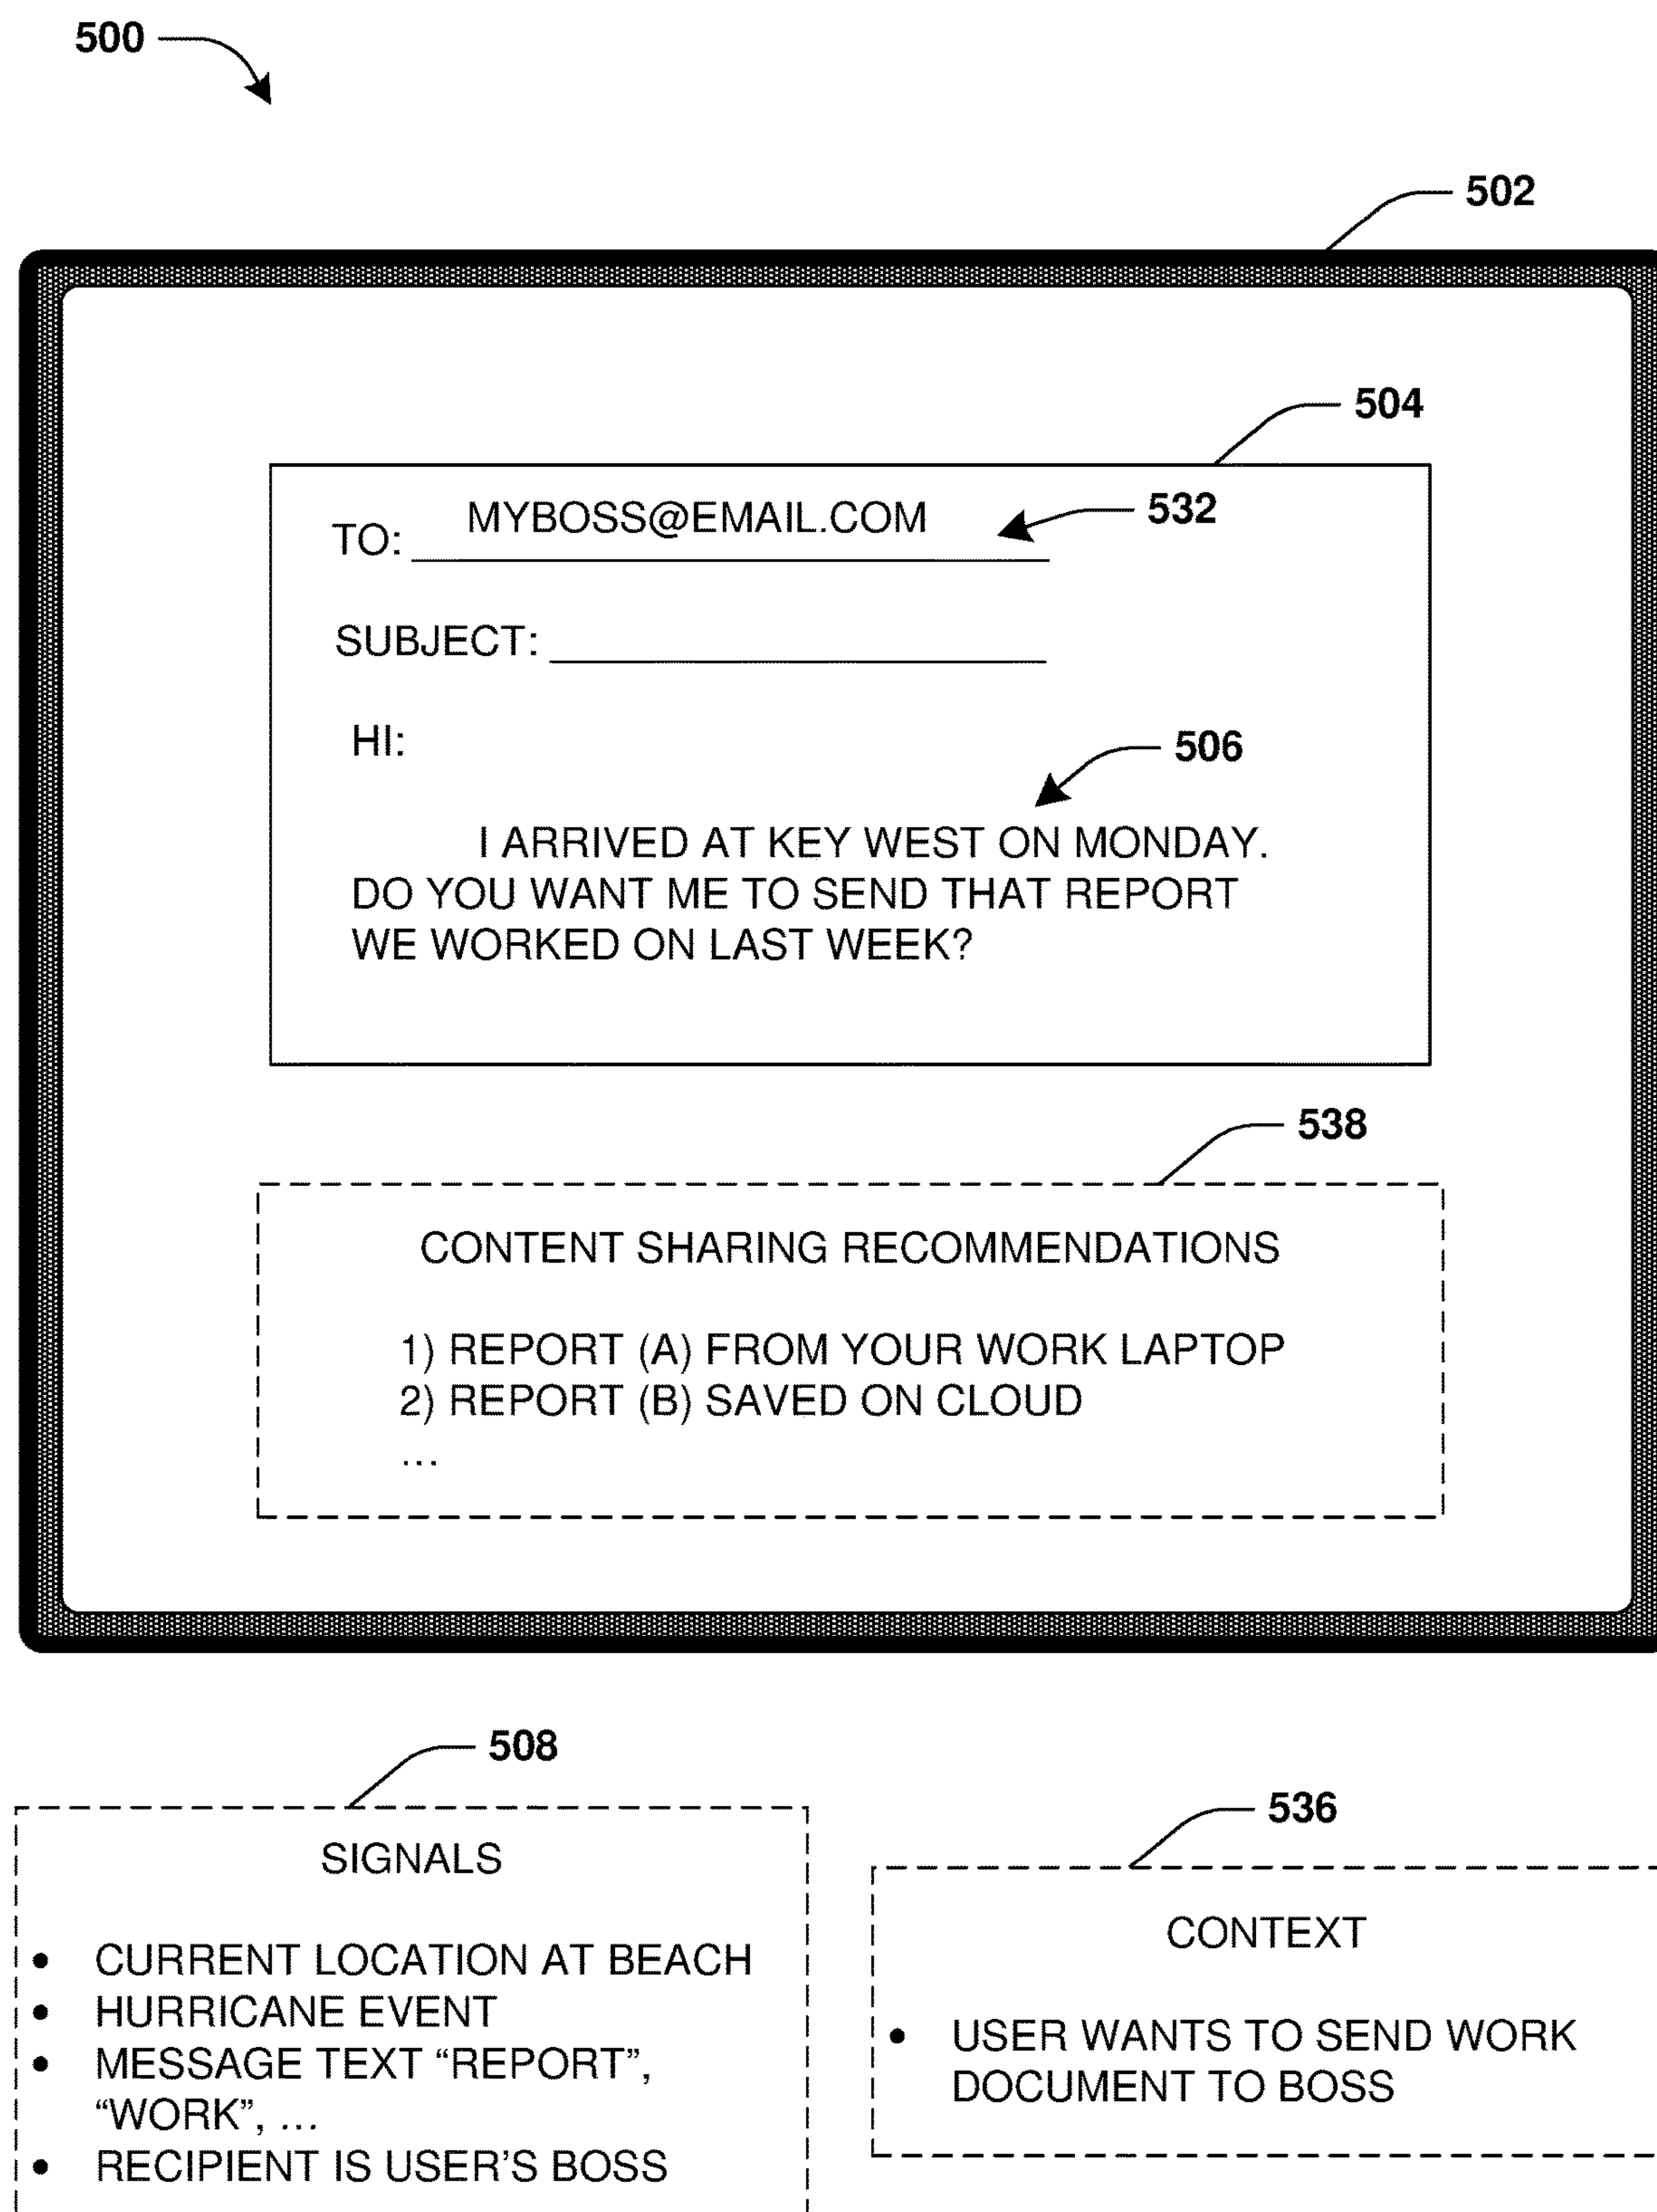 500
502
504
TO: MYBOSS@EMAIL.COM
532
SUBJECT:
HI:
506
I ARRIVED AT KEY WEST ON MONDAY.
DO YOU WANT ME TO SEND THAT REPORT
WE WORKED ON LAST WEEK?
538
CONTENT SHARING RECOMMENDATIONS
1) REPORT (A) FROM YOUR WORK LAPTOP
2) REPORT (B) SAVED ON CLOUD
...
508
SIGNALS
• CURRENT LOCATION AT BEACH
• HURRICANE EVENT
• MESSAGE TEXT “REPORT”,
“WORK”, ...
• RECIPIENT IS USER'S BOSS
536
CONTEXT
• USER WANTS TO SEND WORK
DOCUMENT TO BOSS